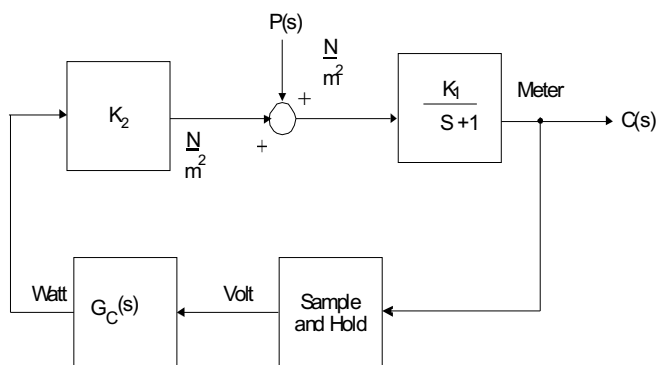 P(s)
N
m²
K₂
+
+
N
m²
K₁
S+1
Meter
C(s)
Watt
G_C(s)
Volt
Sample
and Hold